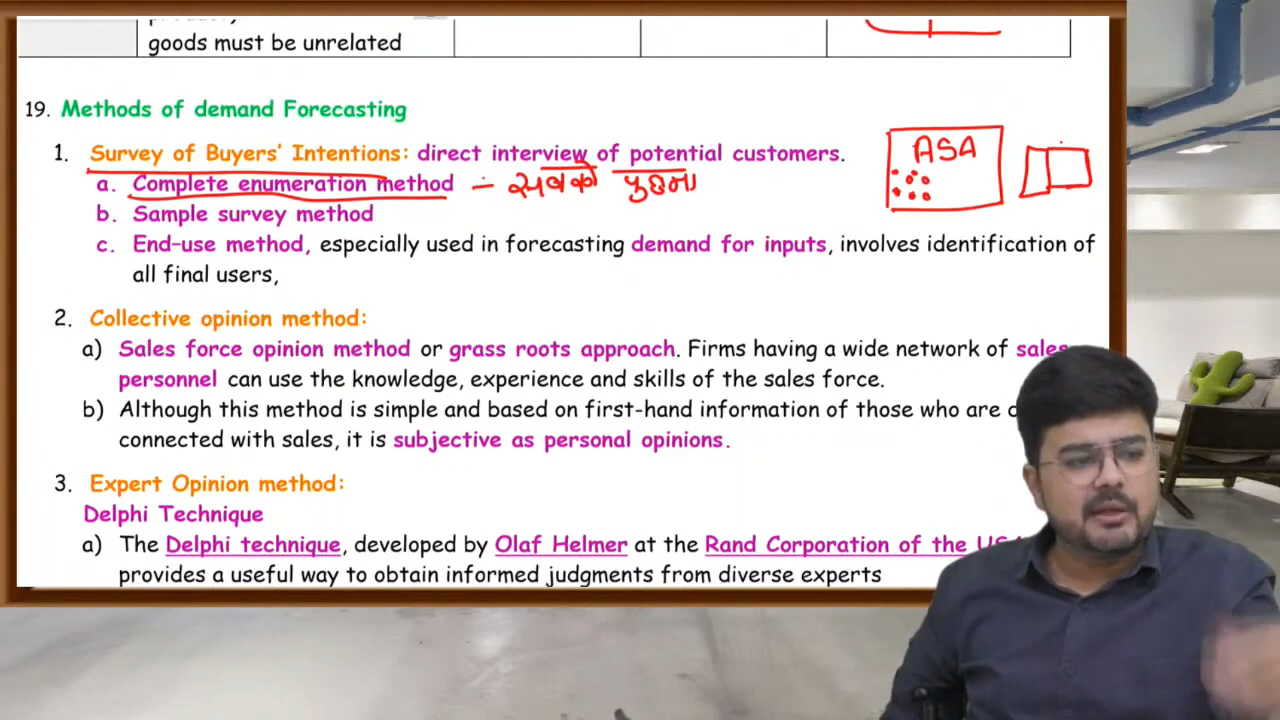 goods must be unrelated
19. Methods of demand Forecasting
1. Survey of Buyers' Intentions: direct interview of potential customers.
ASA
a. Complete enumeration method - सबको पुछना
b. Sample survey method
c. End-use method, especially used in forecasting demand for inputs, involves identification of
all final users,
2. Collective opinion method:
a) Sales force opinion method or grass roots approach. Firms having a wide network of sales
personnel can use the knowledge, experience and skills of the sales force.
b) Although this method is simple and based on first-hand information of those who are
connected with sales, it is subjective as personal opinions.
3. Expert Opinion method:
Delphi Technique
a) The Delphi technique, developed by Olaf Helmer at the Rand Corporation of the
provides a useful way to obtain informed judgments from diverse experts